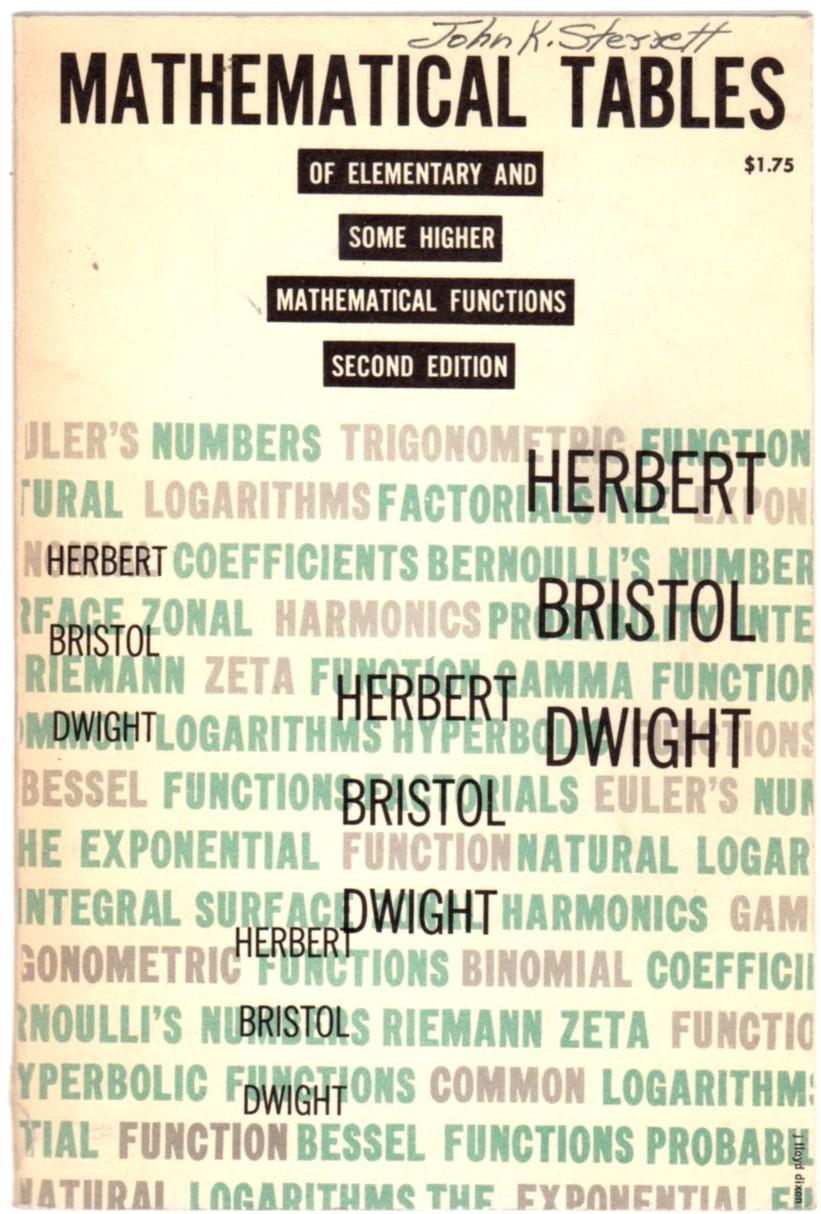 John K. Sterrett
MATHEMATICAL TABLES
$1.75
OF ELEMENTARY AND
SOME HIGHER
MATHEMATICAL FUNCTIONS
SECOND EDITION
ULER'S NUMBERS TRIGONOMETRIC FUNCTION
HERBERT
TURAL LOGARITHMS FACTORIALS THE EXPON
HERBERT
COEFFICIENTS BERNOULLI'S NUMBER
BRISTOL
RFACE ZONAL HARMONICS PROBABILITY INTE
BRISTOL
RIEMANN ZETA FUNCTION GAMMA FUNCTION
HERBERT
DWIGHT
DWIGHT
OMMON LOGARITHMS HYPERBOLIC FUNCTIONS
BESSEL FUNCTIONS FACTORIALS EULER'S NUM
BRISTOL
HE EXPONENTIAL FUNCTION NATURAL LOGAR
INTEGRAL SURFACE ZONAL HARMONICS GAM
DWIGHT
HERBERT
GONOMETRIC FUNCTIONS BINOMIAL COEFFICI
BRISTOL
RNOULLI'S NUMBERS RIEMANN ZETA FUNCTIO
YPERBOLIC FUNCTIONS COMMON LOGARITHMS
DWIGHT
TIAL FUNCTION BESSEL FUNCTIONS PROBABIL
NATURAL LOGARITHMS THE EXPONENTIAL
j lloyd dixon